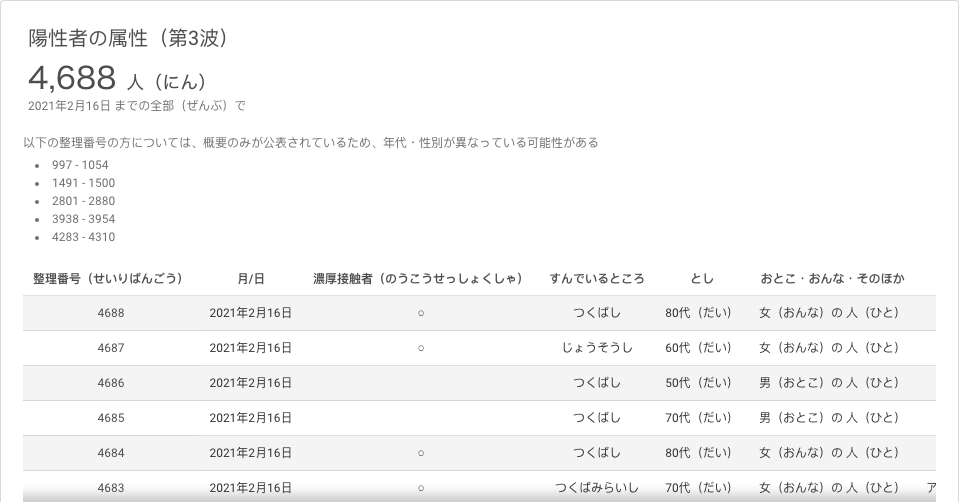 陽性者の属性（第3波）
4,688 人（にん）
2021年2月16日 までの全部（ぜんぶ）で
以下の整理番号の方については、概要のみが公表されているため、年代・性別が異なっている可能性がある
• 997 - 1054
• 1491 - 1500
• 2801 - 2880
• 3938 - 3954
• 4283 - 4310
整理番号（せいりばんごう） 月/日 濃厚接触者（のうこうせっしょくしゃ） すんでいるところ とし おとこ・おんな・そのほか
4688 2021年2月16日 ○ つくばし 80代（だい） 女（おんな）の 人（ひと）
4687 2021年2月16日 ○ じょうそうし 60代（だい） 女（おんな）の 人（ひと）
4686 2021年2月16日 つくばし 50代（だい） 男（おとこ）の 人（ひと）
4685 2021年2月16日 つくばし 70代（だい） 男（おとこ）の 人（ひと）
4684 2021年2月16日 ○ つくばし 80代（だい） 女（おんな）の 人（ひと）
4683 2021年2月16日 ○ つくばみらいし 70代（だい） 女（おんな）の 人（ひと） ア